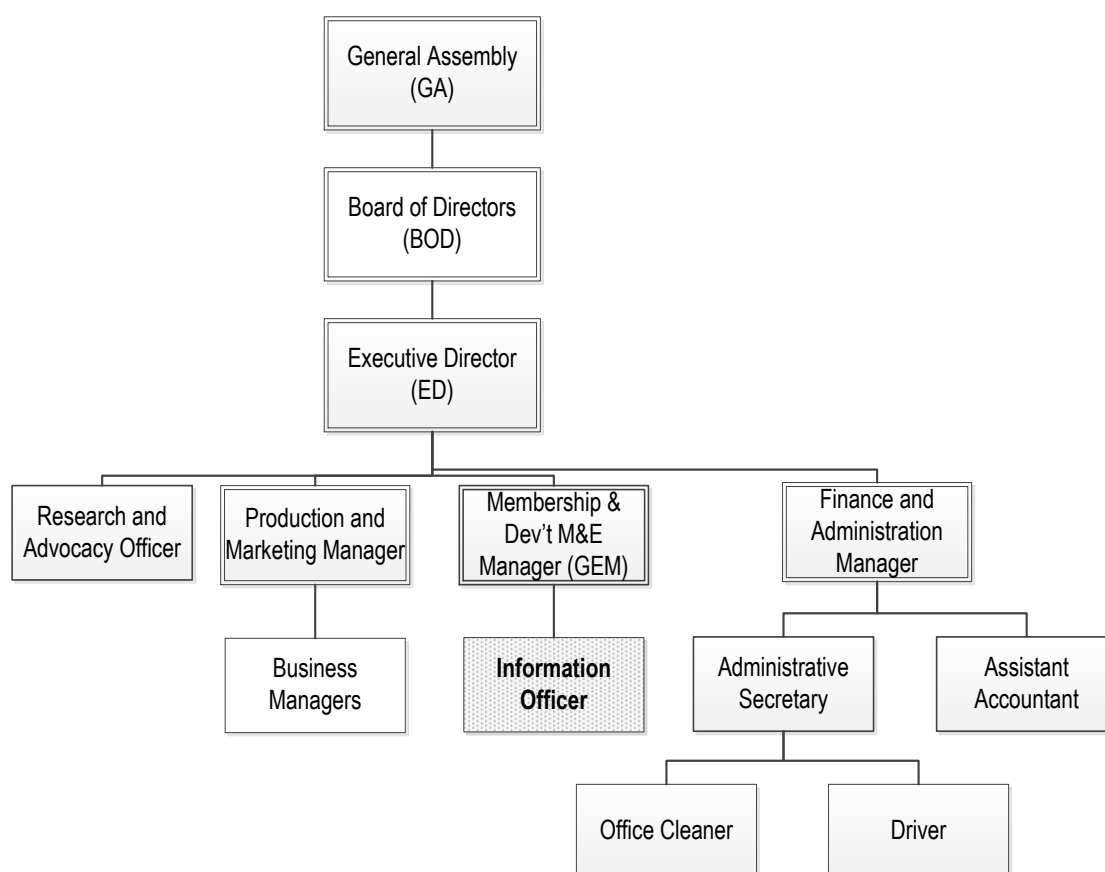 General Assembly
(GA)
Board of Directors
(BOD)
Executive Director
(ED)
Research and
Advocacy Officer
Production and
Marketing Manager
Membership &
Dev’t M&E
Manager (GEM)
Finance and
Administration
Manager
Business
Managers
Information
Officer
Administrative
Secretary
Assistant
Accountant
Office Cleaner
Driver